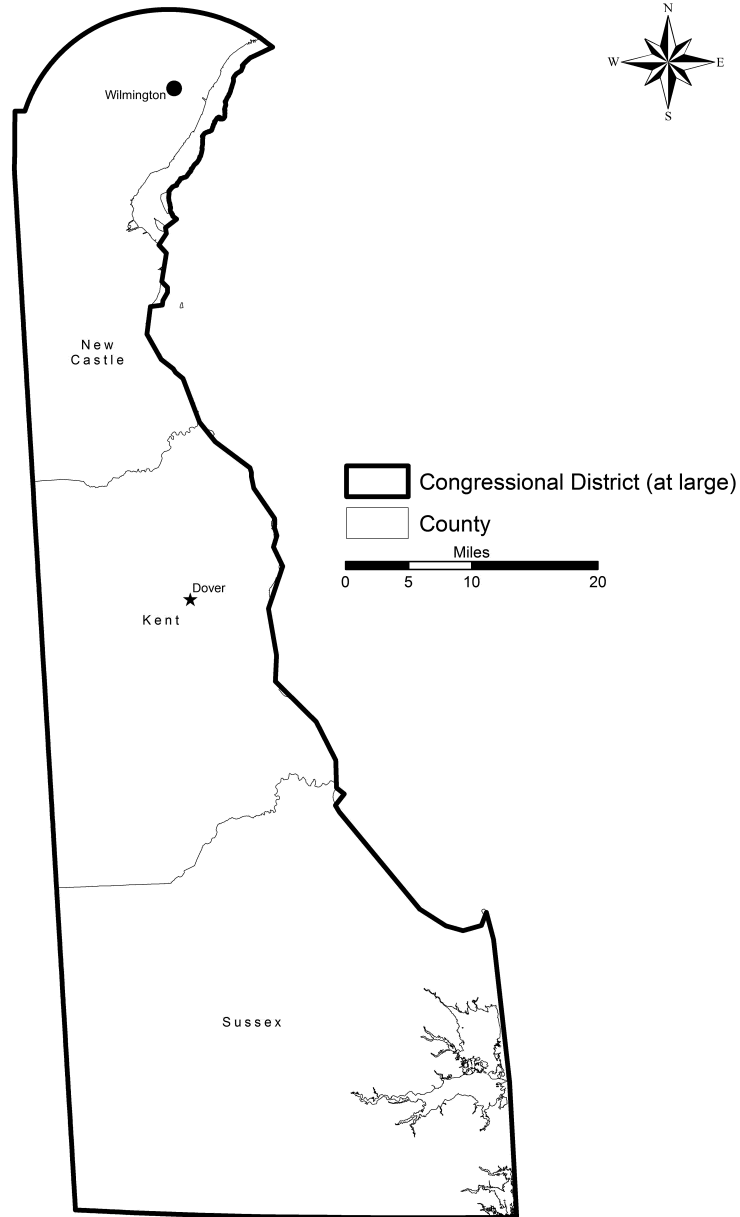 N
W E
S
Wilmington
New
Castle
Congressional District (at large)
County
Miles
0 5 10 20
Dover
Kent
Sussex